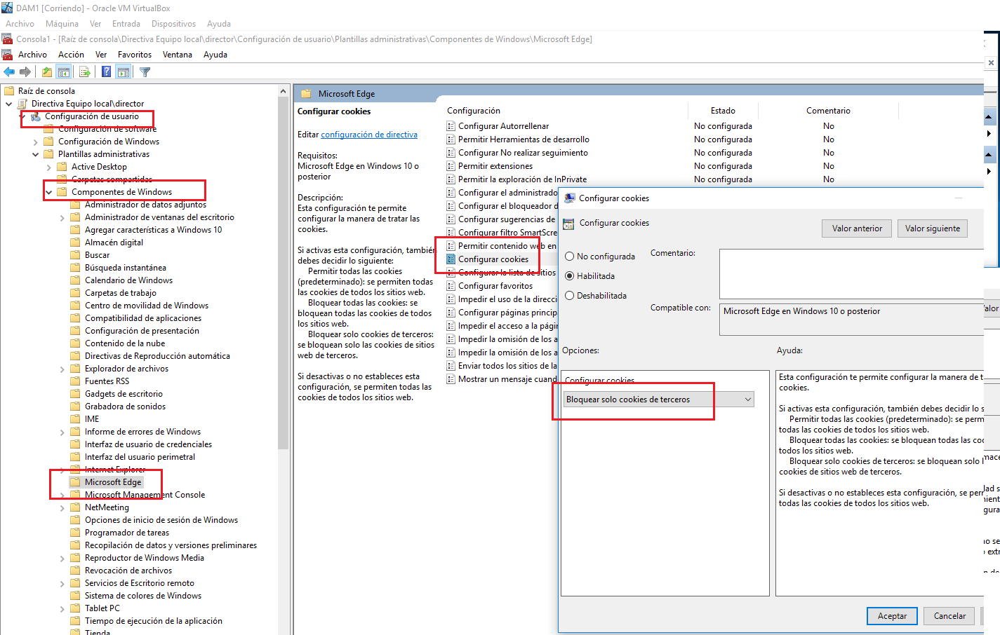 DAM1 [Corriendo] - Oracle VM VirtualBox
Archivo Máquina Ver Entrada Dispositivos Ayuda
Consola1 - [Raíz de consola\Directiva Equipo local\director\Configuración de usuario\Plantillas administrativas\Componentes de Windows\Microsoft Edge]
Archivo Acción Ver Favoritos Ventana Ayuda
Raíz de consola
Directiva Equipo local\director
Configuración de usuario
Configuración de software
Configuración de Windows
Plantillas administrativas
Active Desktop
Carpetas compartidas
Componentes de Windows
Administrador de datos adjuntos
Administrador de ventanas del escritorio
Agregar características a Windows 10
Almacén digital
Buscar
Búsqueda instantánea
Calendario de Windows
Carpetas de trabajo
Centro de movilidad de Windows
Compatibilidad de aplicaciones
Configuración de presentación
Contenido de la nube
Directivas de Reproducción automática
Explorador de archivos
Fuentes RSS
Gadgets de escritorio
Grabadora de sonidos
IME
Informe de errores de Windows
Interfaz de usuario de credenciales
Interfaz del usuario perimetral
Internet Explorer
Microsoft Edge
Microsoft Management Console
NetMeeting
Opciones de inicio de sesión de Windows
Programador de tareas
Recopilación de datos y versiones preliminares
Reproductor de Windows Media
Revocación de archivos
Servicios de Escritorio remoto
Sistema de colores de Windows
Tablet PC
Tiempo de ejecución de la aplicación
Tienda
Microsoft Edge
Configurar cookies
Editar configuración de directiva
Requisitos:
Microsoft Edge en Windows 10 o
posterior
Descripción:
Esta configuración te permite
configurar la manera de tratar las
cookies.
Si activas esta configuración, también
debes decidir lo siguiente:
Permitir todas las cookies
(predeterminado): se permiten todas
las cookies de todos los sitios web.
Bloquear todas las cookies: se
bloquean todas las cookies de todos
los sitios web.
Bloquear solo cookies de terceros:
se bloquean solo las cookies de sitios
web de terceros.
Si desactivas o no estableces esta
configuración, se permiten todas las
cookies de todos los sitios web.
Configuración Estado Comentario
Configurar Autorrellenar No configurada No
Permitir Herramientas de desarrollo No configurada No
Configurar No realizar seguimiento No configurada No
Permitir extensiones No configurada No
Permitir la exploración de InPrivate No configurada No
Configurar el administrado
Configurar el bloqueador d
Configurar sugerencias de
Configurar filtro SmartScre
Permitir contenido web en
Configurar cookies
Configurar la lista de sitios
Configurar favoritos
Impedir el uso de la direcci
Configurar páginas principa
Impedir el acceso a la págin
Impedir la omisión de los a
Impedir la omisión de los a
Enviar todos los sitios de la
Mostrar un mensaje cuand
Configurar cookies
Configurar cookies
Valor anterior Valor siguiente
No configurada
Habilitada
Deshabilitada
Comentario:
Compatible con: Microsoft Edge en Windows 10 o posterior
Opciones: Ayuda:
Configurar cookies
Bloquear solo cookies de terceros
Esta configuración te permite configurar la manera de t
cookies.
Si activas esta configuración, también debes decidir lo s
Permitir todas las cookies (predeterminado): se perm
todas las cookies de todos los sitios web.
Bloquear todas las cookies: se bloquean todas las coo
todos los sitios web.
Bloquear solo cookies de terceros: se bloquean solo l
cookies de sitios web de terceros.
Si desactivas o no estableces esta configuración, se perm
todas las cookies de todos los sitios web.
Aceptar Cancelar